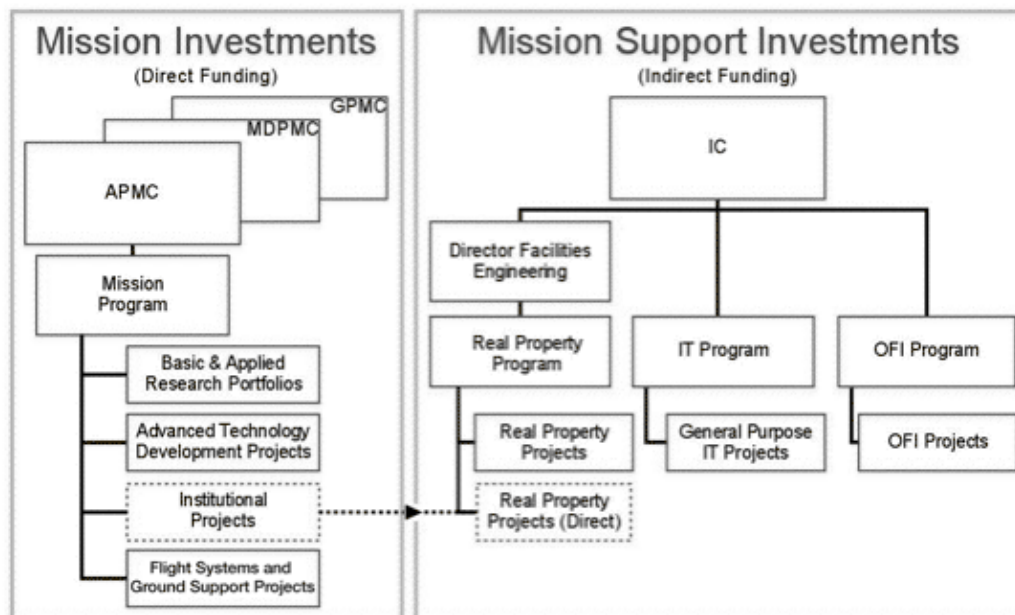 Mission Investments
(Direct Funding)
GPMC
MDPMC
APMC
Mission
Program
Basic & Applied
Research Portfolios
Advanced Technology
Development Projects
Institutional
Projects
Flight Systems and
Ground Support Projects
Mission Support Investments
(Indirect Funding)
IC
Director Facilities
Engineering
Real Property
Program
Real Property
Projects
Real Property
Projects (Direct)
IT Program
General Purpose
IT Projects
OFI Program
OFI Projects